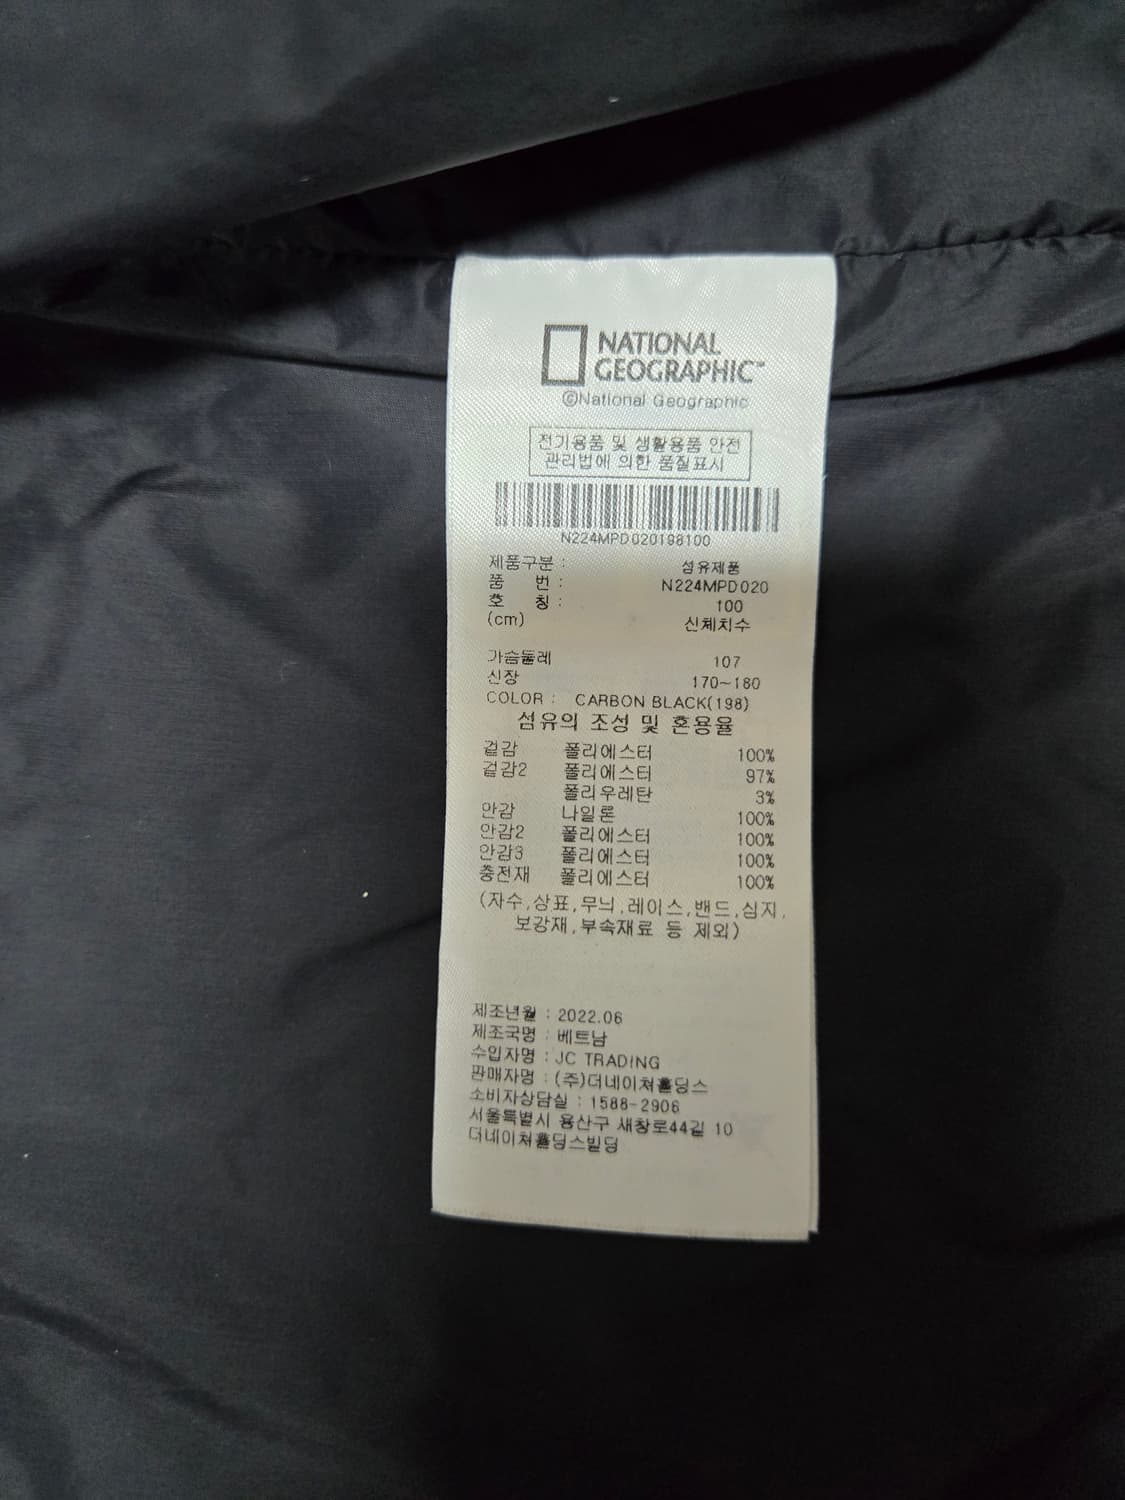 NATIONAL
GEOGRAPHIC™
©National Geographic
전기용품 및 생활용품 안전
관리법에 의한 품질표시
N224MPD020198100
제품구분 : 섬유제품
품 번 : N224MPD020
호 칭 : 100
(cm) 신체치수
가슴둘레 107
신장 170~180
COLOR : CARBON BLACK(198)
섬유의 조성 및 혼용율
겉감 폴리에스터 100%
겉감2 폴리에스터 97%
폴리우레탄 3%
안감 나일론 100%
안감2 폴리에스터 100%
안감3 폴리에스터 100%
충전재 폴리에스터 100%
(자수,상표,무늬,레이스,밴드,심지,
보강재,부속재료 등 제외)
제조년월 : 2022.06
제조국명 : 베트남
수입자명 : JC TRADING
판매자명 : (주)더네이쳐홀딩스
소비자상담실 : 1588-2906
서울특별시 용산구 새창로44길 10
더네이쳐홀딩스빌딩